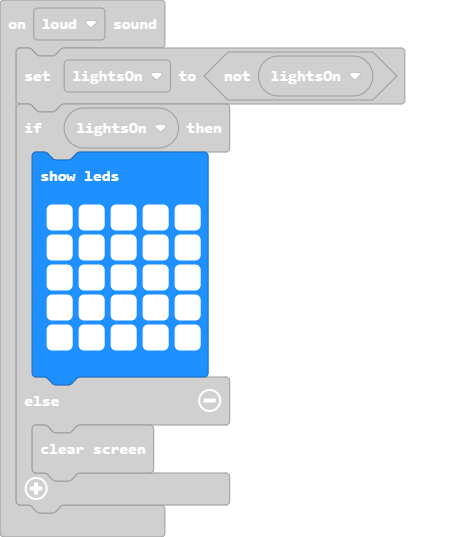 on loud sound
set lightsOn to not lightsOn
if lightsOn then
show leds
else
clear screen